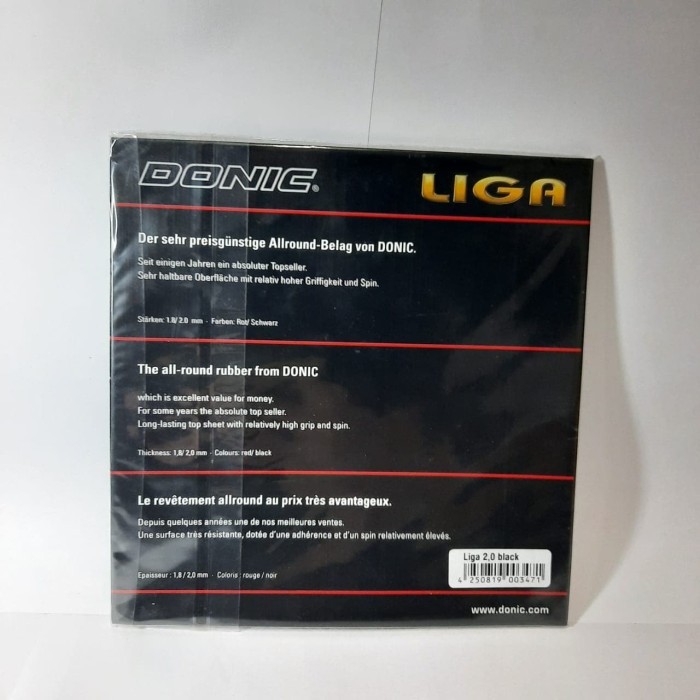 DONIC®
LIGA
Der sehr preisgünstige Allround-Belag von DONIC.
Seit einigen Jahren ein absoluter Topseller.
Sehr haltbare Oberfläche mit relativ hoher Griffigkeit und Spin.
Stärken: 1.8/ 2.0 mm - Farben: Rot/ Schwarz
The all-round rubber from DONIC
which is excellent value for money.
For some years the absolute top seller.
Long-lasting top sheet with relatively high grip and spin.
Thickness: 1,8/ 2,0 mm - Colours: red/ black
Le revêtement allround au prix très avantageux.
Depuis quelques années une de nos meilleures ventes.
Une surface très résistante, dotée d'une adhérence et d'un spin relativement élevés.
Epaisseur : 1,8 / 2,0 mm - Coloris : rouge / noir
Liga 2,0 black
4 250819 003471
www.donic.com